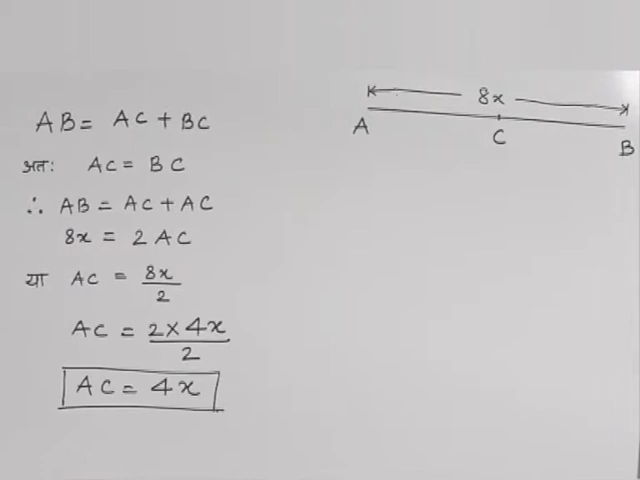 AB = AC + BC
अतः AC = BC
∴ AB = AC + AC
8x = 2 AC
या AC = 8x/2
AC = 2 × 4x/2
AC = 4x
8x
A
C
B